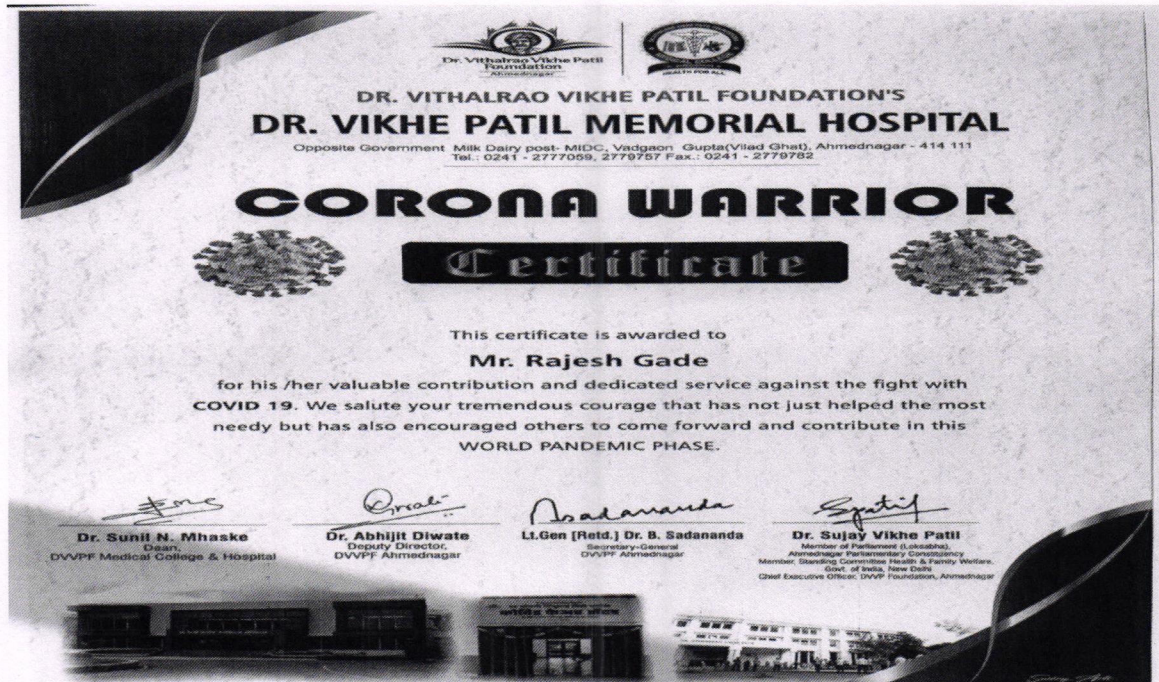 Dr. Vithalrao Vikhe Patil
Foundation
Ahmednagar
HEALTH FOR ALL
DR. VITHALRAO VIKHE PATIL FOUNDATION'S
DR. VIKHE PATIL MEMORIAL HOSPITAL
Opposite Government Milk Dairy post- MIDC, Vadgaon Gupta(Vilad Ghat), Ahmednagar - 414 111
Tel.: 0241 - 2777059, 2779757 Fax.: 0241 - 2779782
CORONA WARRIOR
Certificate
This certificate is awarded to
Mr. Rajesh Gade
for his /her valuable contribution and dedicated service against the fight with
COVID 19. We salute your tremendous courage that has not just helped the most
needy but has also encouraged others to come forward and contribute in this
WORLD PANDEMIC PHASE.
Sadananda
Dr. Sunil N. Mhaske
Dean,
DVVPF Medical College & Hospital
Dr. Abhijit Diwate
Deputy Director,
DVVPF Ahmednagar
Lt.Gen [Retd.] Dr. B. Sadananda
Secretary-General
DVVPF Ahmednagar
Dr. Sujay Vikhe Patil
Member of Parliament (Loksabha),
Ahmednagar Parliamentary Constituency
Member, Standing Committee Health & Family Welfare,
Govt. of India, New Delhi
Chief Executive Officer, DVVP Foundation, Ahmednagar